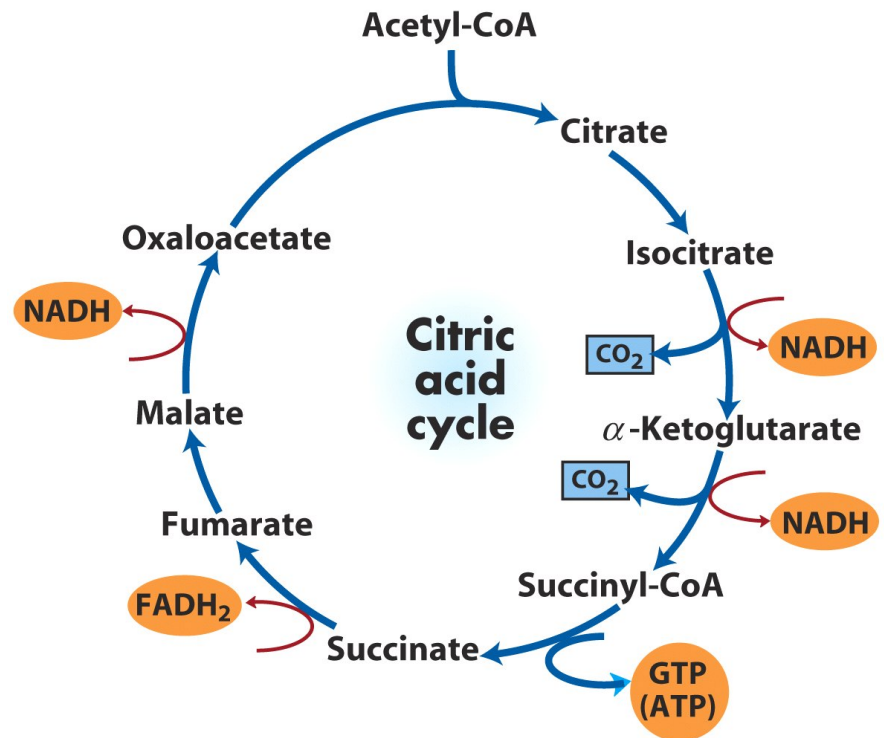 Acetyl-CoA
Citrate
Isocitrate
NADH
CO₂
α-Ketoglutarate
CO₂
NADH
Succinyl-CoA
GTP
(ATP)
Succinate
FADH₂
Fumarate
Malate
NADH
Oxaloacetate
Citric
acid
cycle